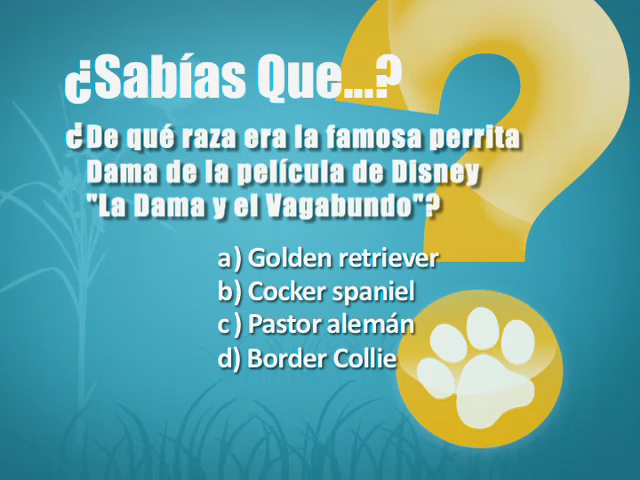 ¿Sabías Que...?
¿De qué raza era la famosa perrita
Dama de la película de Disney
"La Dama y el Vagabundo"?
a) Golden retriever
b) Cocker spaniel
c) Pastor alemán
d) Border Collie